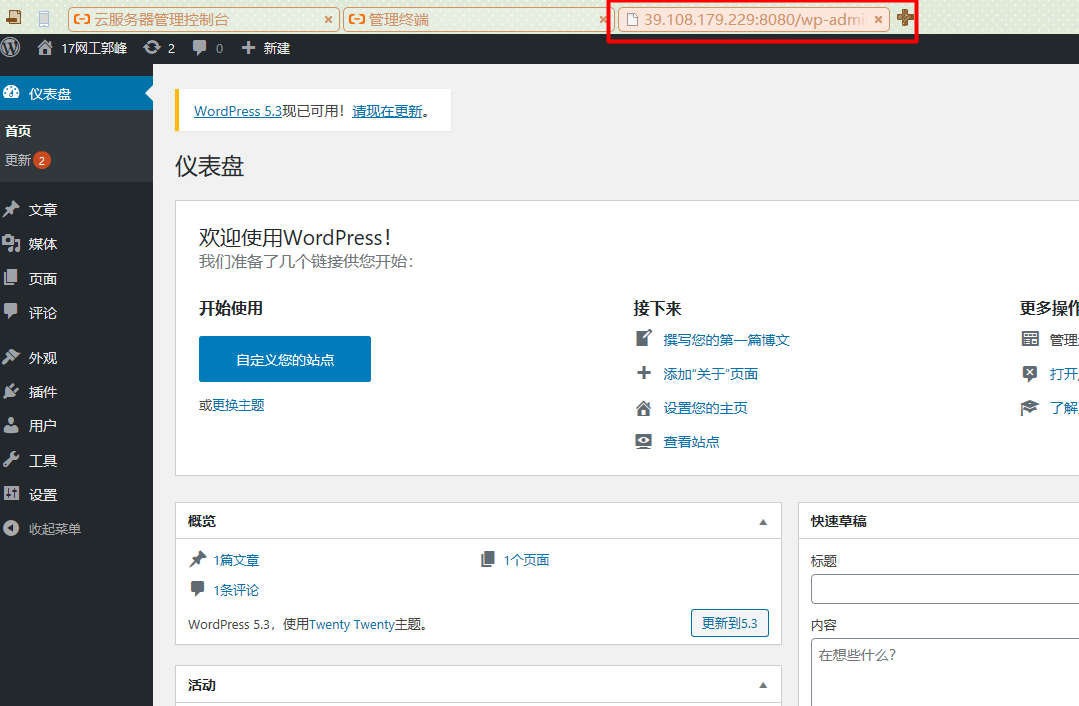 云服务器管理控制台
管理终端
39.108.179.229:8080/wp-admi
17网工郭峰 2 0 新建
仪表盘
首页
更新 2
文章
媒体
页面
评论
外观
插件
用户
工具
设置
收起菜单
WordPress 5.3现已可用！请现在更新。
仪表盘
欢迎使用WordPress！
我们准备了几个链接供您开始：
开始使用
自定义您的站点
或更换主题
接下来
撰写您的第一篇博文
添加“关于”页面
设置您的主页
查看站点
更多操作
管理
打开
了解
概览
1篇文章
1个页面
1条评论
WordPress 5.3，使用Twenty Twenty主题。
更新到5.3
活动
快速草稿
标题
内容
在想些什么？